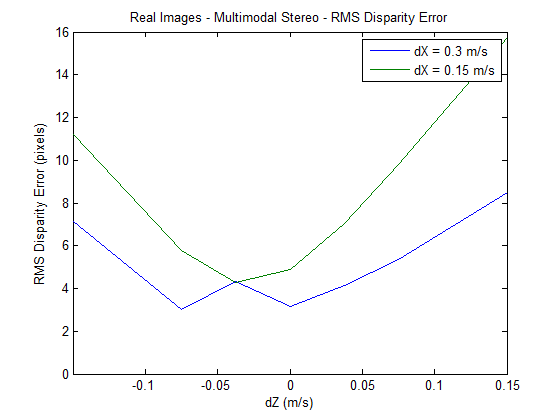 Real Images - Multimodal Stereo - RMS Disparity Error
dX = 0.3 m/s
dX = 0.15 m/s
RMS Disparity Error (pixels)
16
14
12
10
8
6
4
2
0
-0.1 -0.05 0 0.05 0.1 0.15
dZ (m/s)